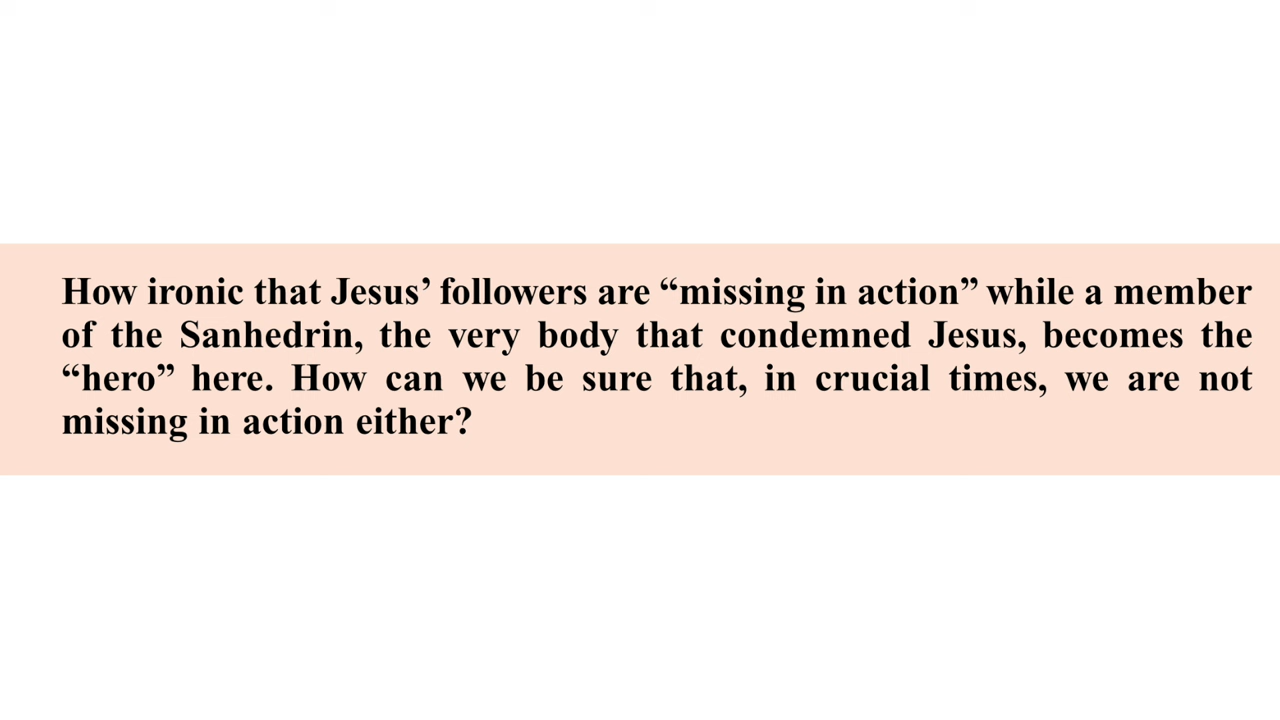 How ironic that Jesus’ followers are “missing in action” while a member
of the Sanhedrin, the very body that condemned Jesus, becomes the
“hero” here. How can we be sure that, in crucial times, we are not
missing in action either?